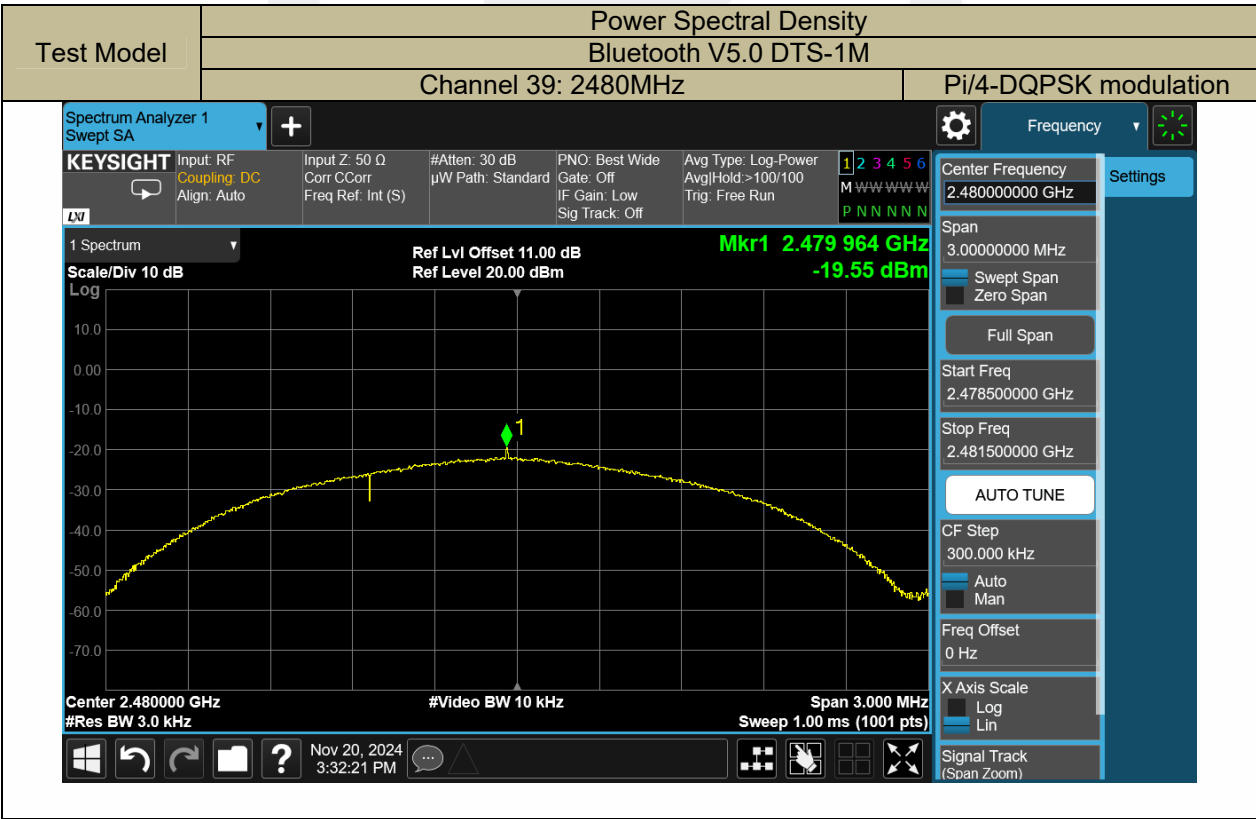 Test Model
Power Spectral Density
Bluetooth V5.0 DTS-1M
Channel 39: 2480MHz
Pi/4-DQPSK modulation
Spectrum Analyzer 1
Swept SA
+
Frequency
KEYSIGHT
LXI
Input: RF
Coupling: DC
Align: Auto
Input Z: 50 Ω
Corr CCorr
Freq Ref: Int (S)
#Atten: 30 dB
µW Path: Standard
PNO: Best Wide
Gate: Off
IF Gain: Low
Sig Track: Off
Avg Type: Log-Power
Avg|Hold:>100/100
Trig: Free Run
1 2 3 4 5 6
M W W W W W
P N N N N N
1 Spectrum
Scale/Div 10 dB
Log
Ref Lvl Offset 11.00 dB
Ref Level 20.00 dBm
Mkr1 2.479 964 GHz
-19.55 dBm
10.0
0.00
-10.0
-20.0
-30.0
-40.0
-50.0
-60.0
-70.0
1
Center 2.480000 GHz
#Res BW 3.0 kHz
#Video BW 10 kHz
Span 3.000 MHz
Sweep 1.00 ms (1001 pts)
?
Nov 20, 2024
3:32:21 PM
Center Frequency
2.480000000 GHz
Settings
Span
3.00000000 MHz
Swept Span
Zero Span
Full Span
Start Freq
2.478500000 GHz
Stop Freq
2.481500000 GHz
AUTO TUNE
CF Step
300.000 kHz
Auto
Man
Freq Offset
0 Hz
X Axis Scale
Log
Lin
Signal Track
(Span Zoom)